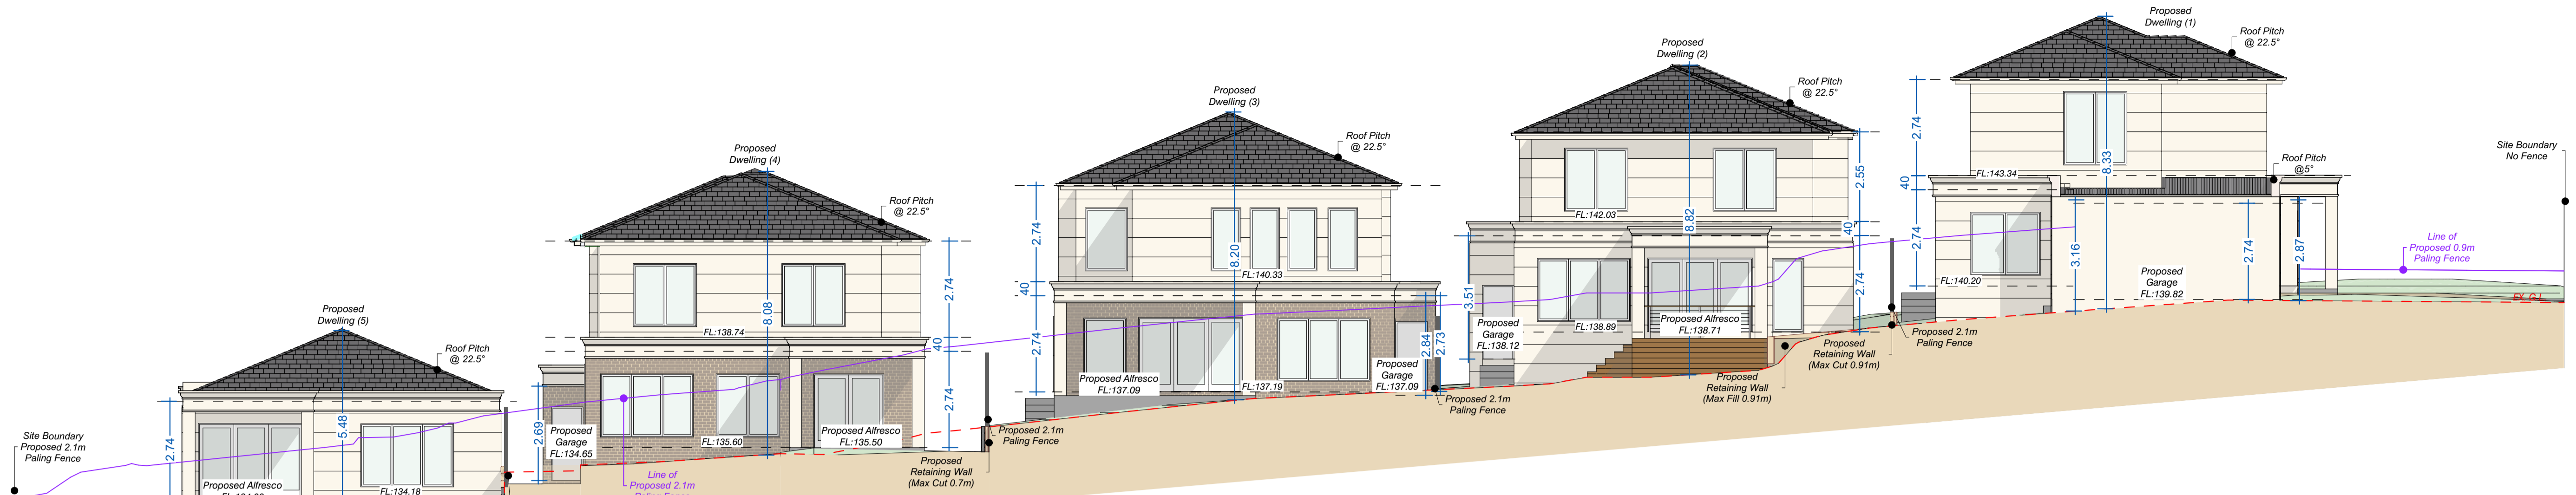 Proposed
Dwelling (1)
Roof Pitch
@ 22.5°
Proposed
Dwelling (2)
Roof Pitch
@ 22.5°
Proposed
Dwelling (3)
Roof Pitch
@ 22.5°
Proposed
Dwelling (4)
Roof Pitch
@ 22.5°
Proposed
Dwelling (5)
Roof Pitch
@ 22.5°
Site Boundary
Proposed 2.1m
Paling Fence
2.74
5.48
Proposed Alfresco
FL:134.18
2.69
Proposed
Garage
FL:134.65
Line of
Proposed 2.1m
FL:138.74
8.08
FL:135.60
Proposed Alfresco
FL:135.50
2.74
40
2.74
Proposed
Retaining Wall
(Max Cut 0.7m)
Proposed 2.1m
Paling Fence
2.74
40
2.74
8.20
FL:140.33
Proposed Alfresco
FL:137.09
FL:137.19
Proposed
Garage
FL:137.09
2.84
2.73
Proposed 2.1m
Paling Fence
3.51
Proposed
Garage
FL:138.12
FL:142.03
8.82
FL:138.89
Proposed Alfresco
FL:138.71
2.55
40
2.74
Proposed
Retaining Wall
(Max Fill 0.91m)
Proposed
Retaining Wall
(Max Cut 0.91m)
Proposed 2.1m
Paling Fence
2.74
40
2.74
FL:143.34
FL:140.20
8.33
3.16
Proposed
Garage
FL:139.82
2.74
2.87
Roof Pitch
@5°
Line of
Proposed 0.9m
Paling Fence
Site Boundary
No Fence
EX. G.L